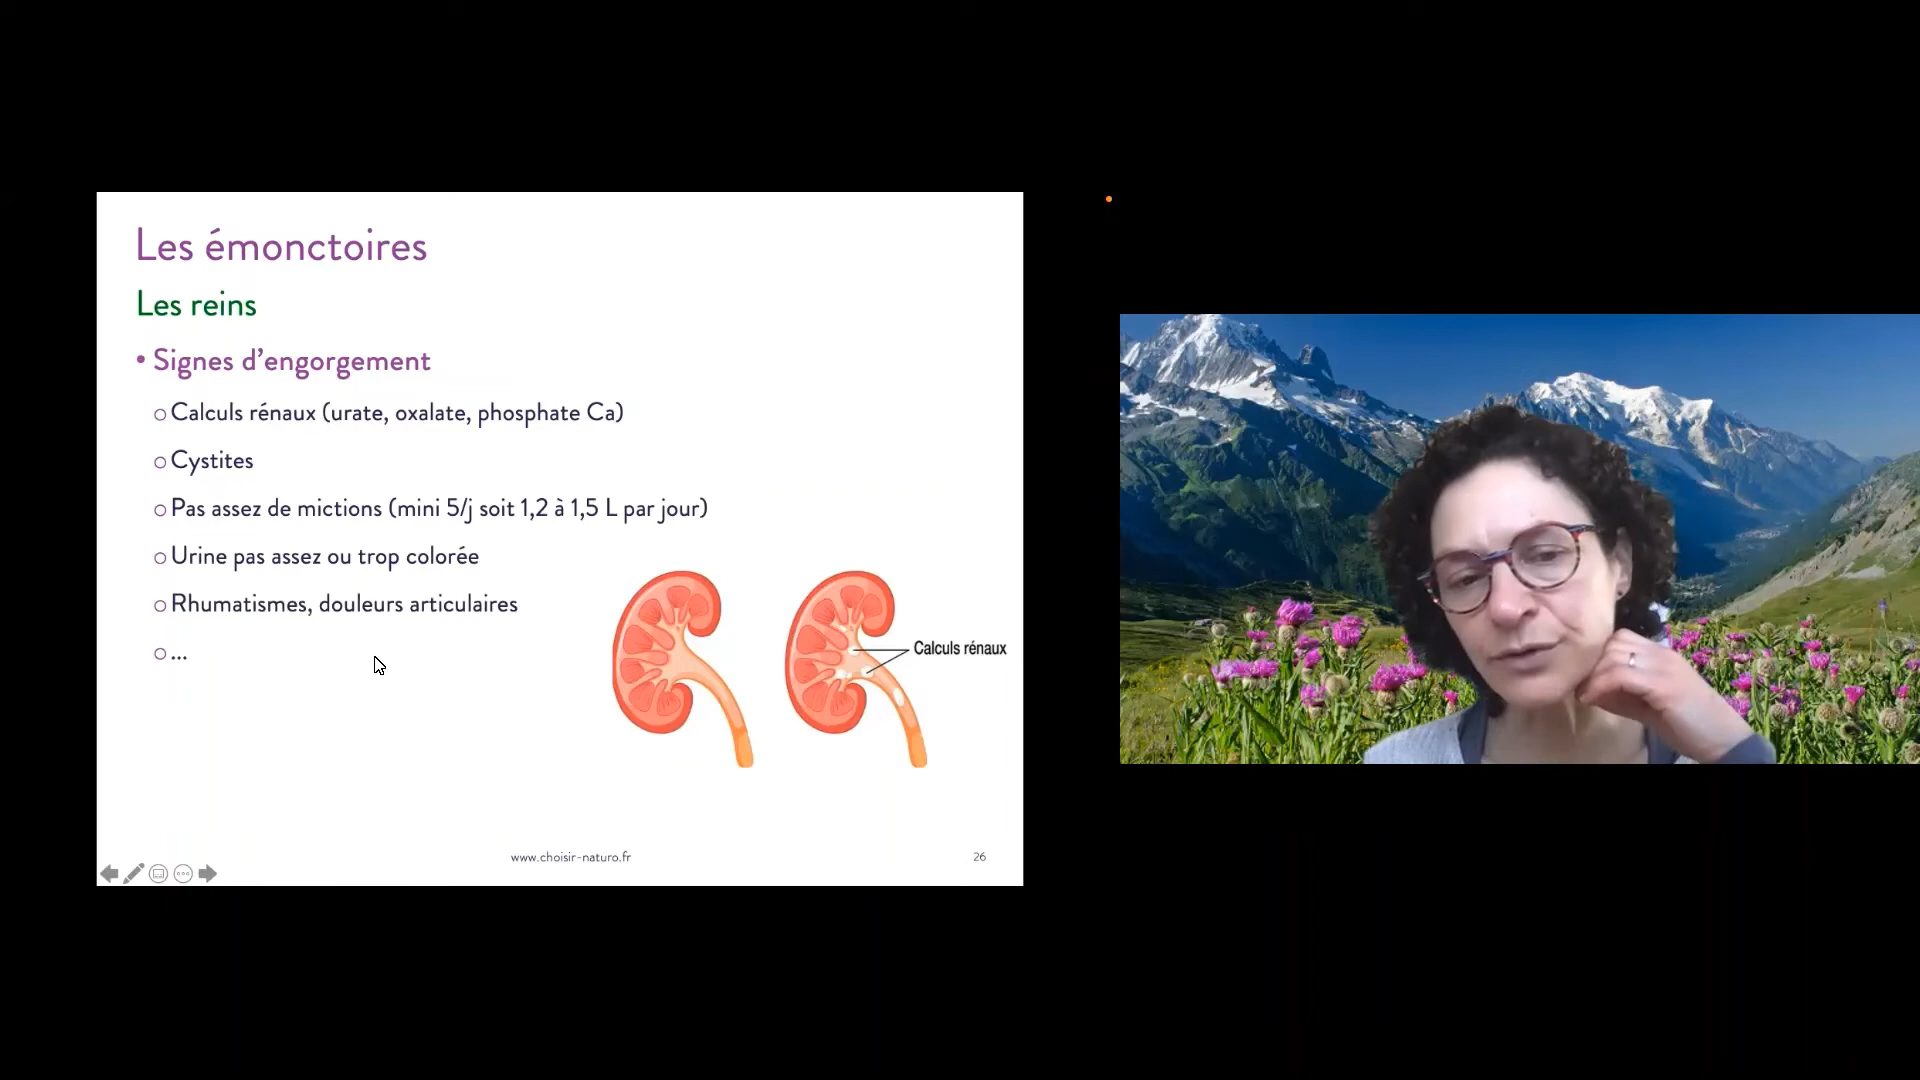 Les émonctoires
Les reins
• Signes d’engorgement
○ Calculs rénaux (urate, oxalate, phosphate Ca)
○ Cystites
○ Pas assez de mictions (mini 5/j soit 1,2 à 1,5 L par jour)
○ Urine pas assez ou trop colorée
○ Rhumatismes, douleurs articulaires
○ ...
Calculs rénaux
www.choisir-naturo.fr
26